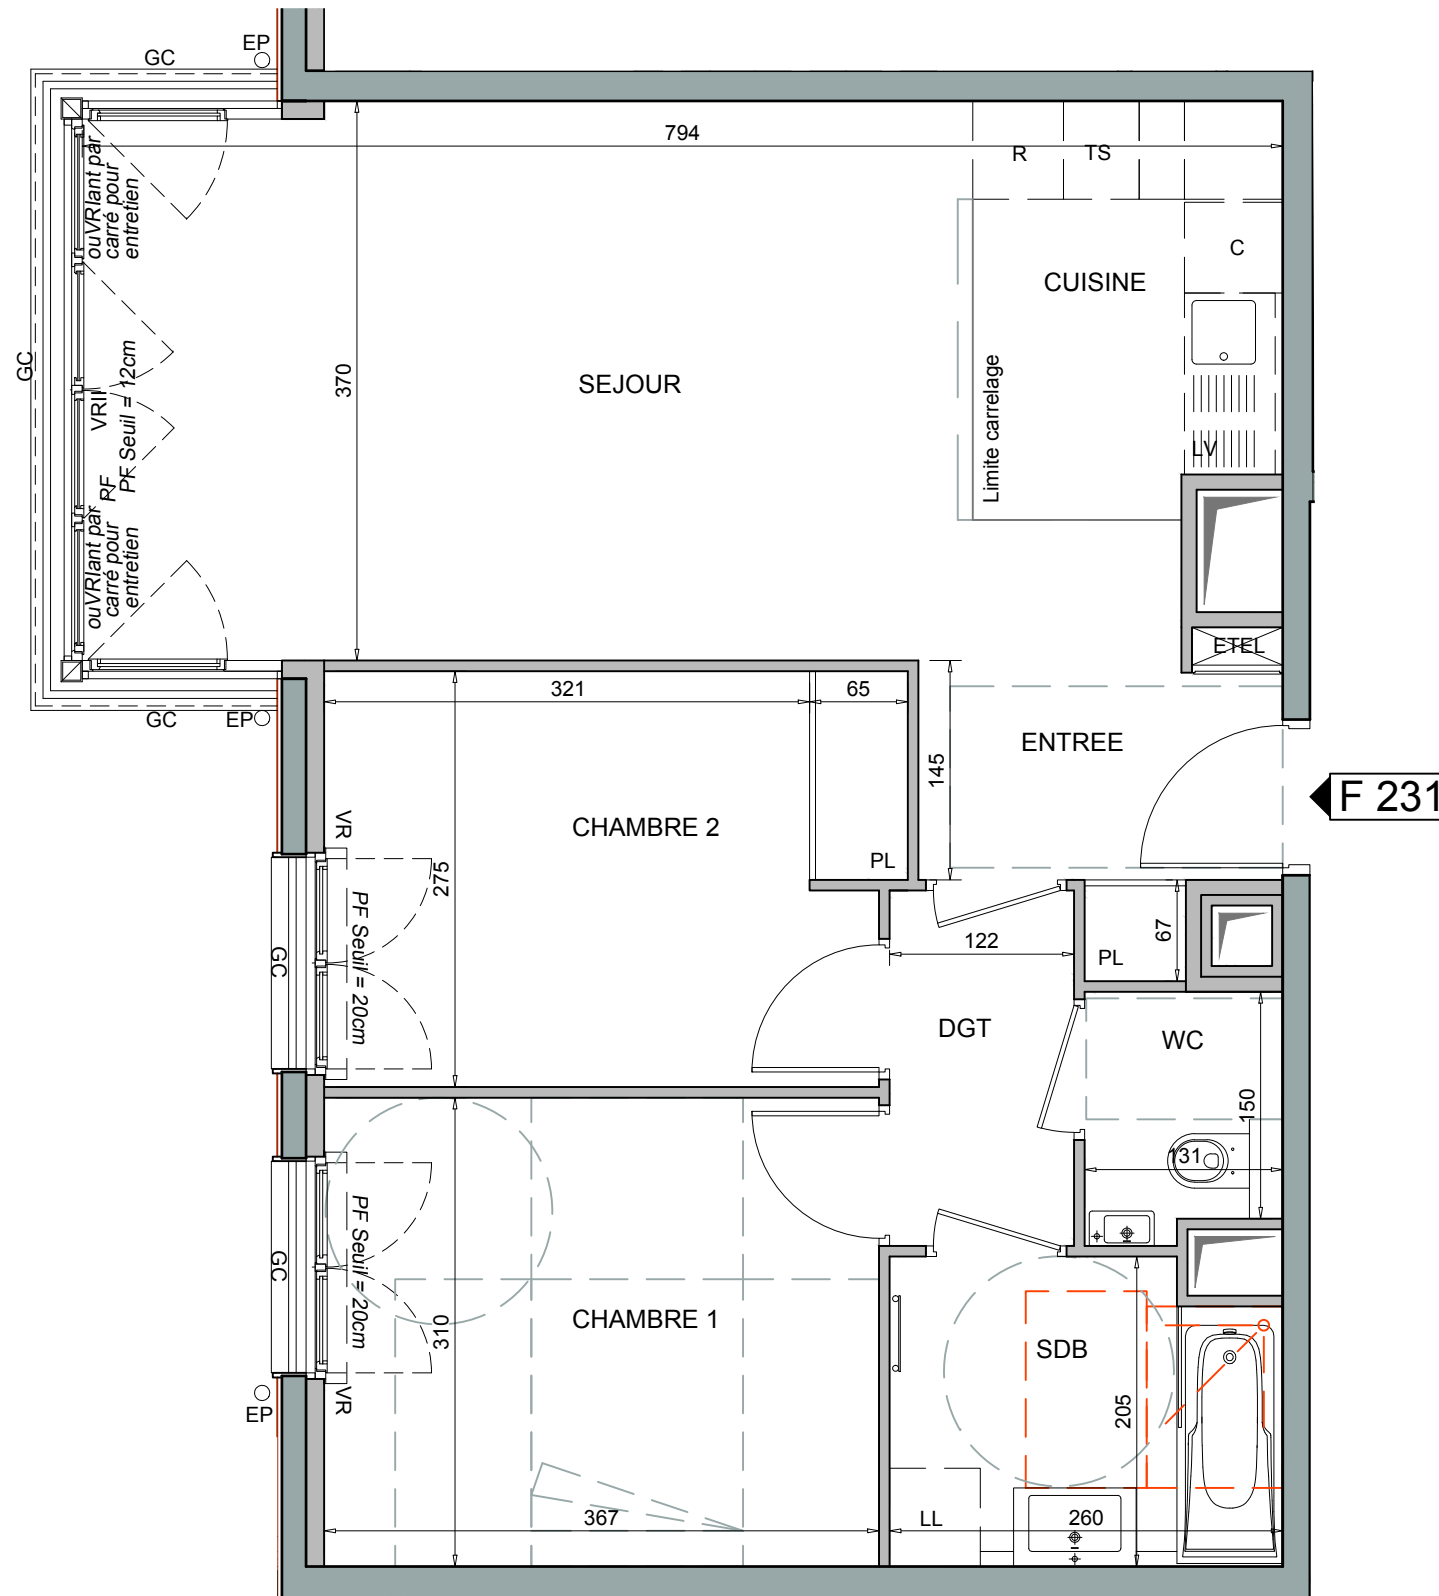 GC
EP
794
R
TS
ouVRlant par
carré pour
entretien
C
CUISINE
GC
VRII
PF Seuil = 12cm
370
SEJOUR
Limite carrelage
LV
PF
ouVRlant par
carré pour
entretien
ETEL
GC
EP
321
65
145
ENTREE
F 231
VR
CHAMBRE 2
PL
275
PF Seuil = 20cm
GC
122
67
PL
DGT
WC
150
131
GC
PF Seuil = 20cm
310
CHAMBRE 1
SDB
VR
EP
205
367
LL
260